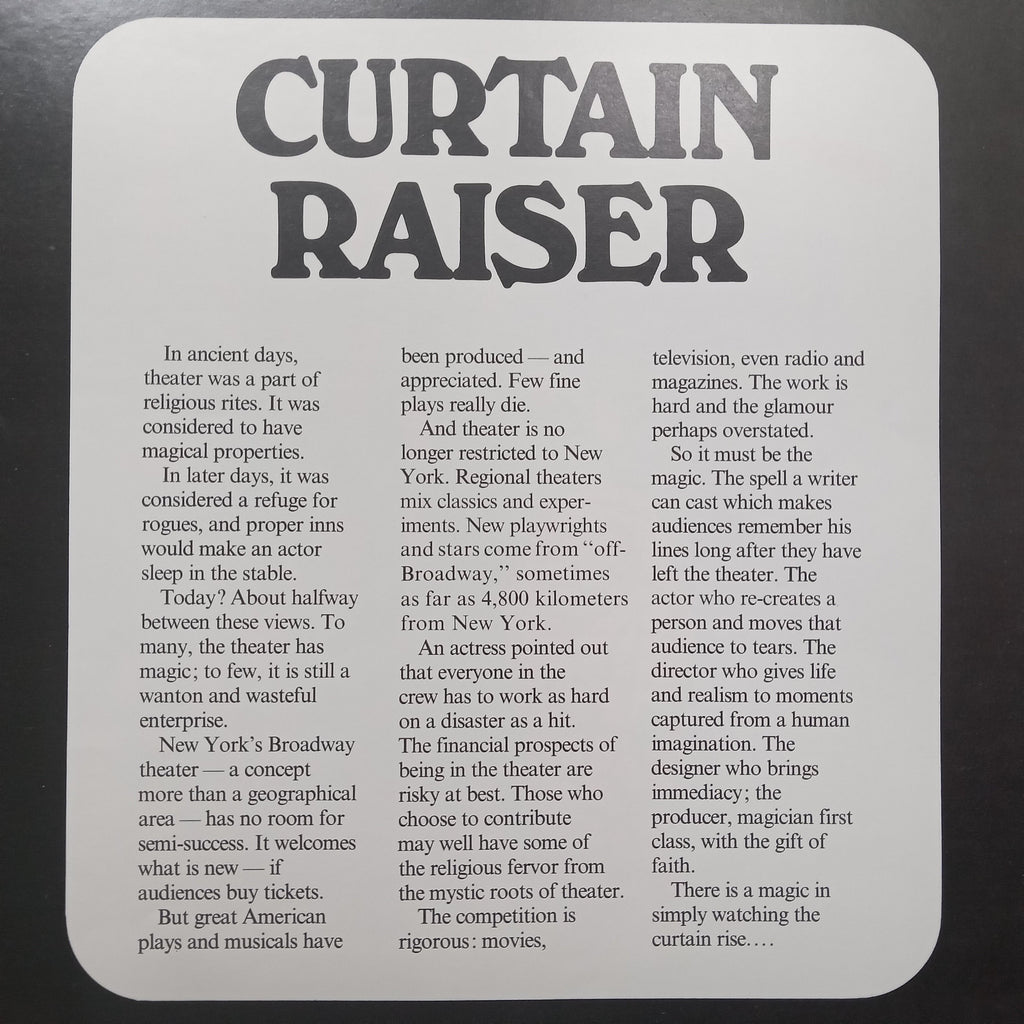 CURTAIN
RAISER
In ancient days,
theater was a part of
religious rites. It was
considered to have
magical properties.
In later days, it was
considered a refuge for
rogues, and proper inns
would make an actor
sleep in the stable.
Today? About halfway
between these views. To
many, the theater has
magic; to few, it is still a
wanton and wasteful
enterprise.
New York's Broadway
theater — a concept
more than a geographical
area — has no room for
semi-success. It welcomes
what is new — if
audiences buy tickets.
But great American
plays and musicals have
been produced — and
appreciated. Few fine
plays really die.
And theater is no
longer restricted to New
York. Regional theaters
mix classics and exper-
iments. New playwrights
and stars come from “off-
Broadway,” sometimes
as far as 4,800 kilometers
from New York.
An actress pointed out
that everyone in the
crew has to work as hard
on a disaster as a hit.
The financial prospects of
being in the theater are
risky at best. Those who
choose to contribute
may well have some of
the religious fervor from
the mystic roots of theater.
The competition is
rigorous: movies,
television, even radio and
magazines. The work is
hard and the glamour
perhaps overstated.
So it must be the
magic. The spell a writer
can cast which makes
audiences remember his
lines long after they have
left the theater. The
actor who re-creates a
person and moves that
audience to tears. The
director who gives life
and realism to moments
captured from a human
imagination. The
designer who brings
immediacy; the
producer, magician first
class, with the gift of
faith.
There is a magic in
simply watching the
curtain rise....